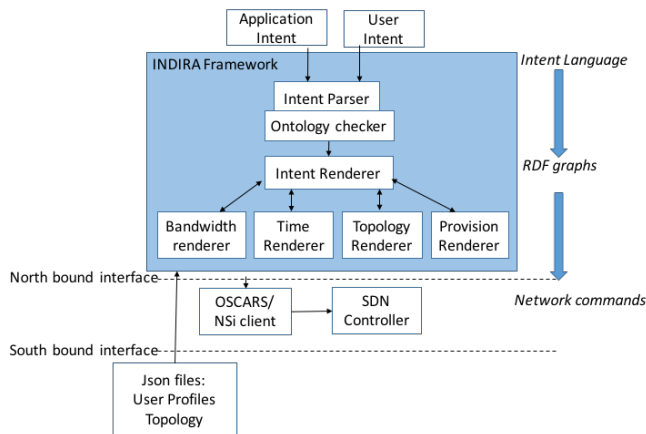 Application
Intent
User
Intent
INDIRA Framework
Intent Language
Intent Parser
Ontology checker
RDF graphs
Intent Renderer
Bandwidth
renderer
Time
Renderer
Topology
Renderer
Provision
Renderer
North bound interface
Network commands
OSCARS/
NSi client
SDN
Controller
South bound interface
Json files:
User Profiles
Topology